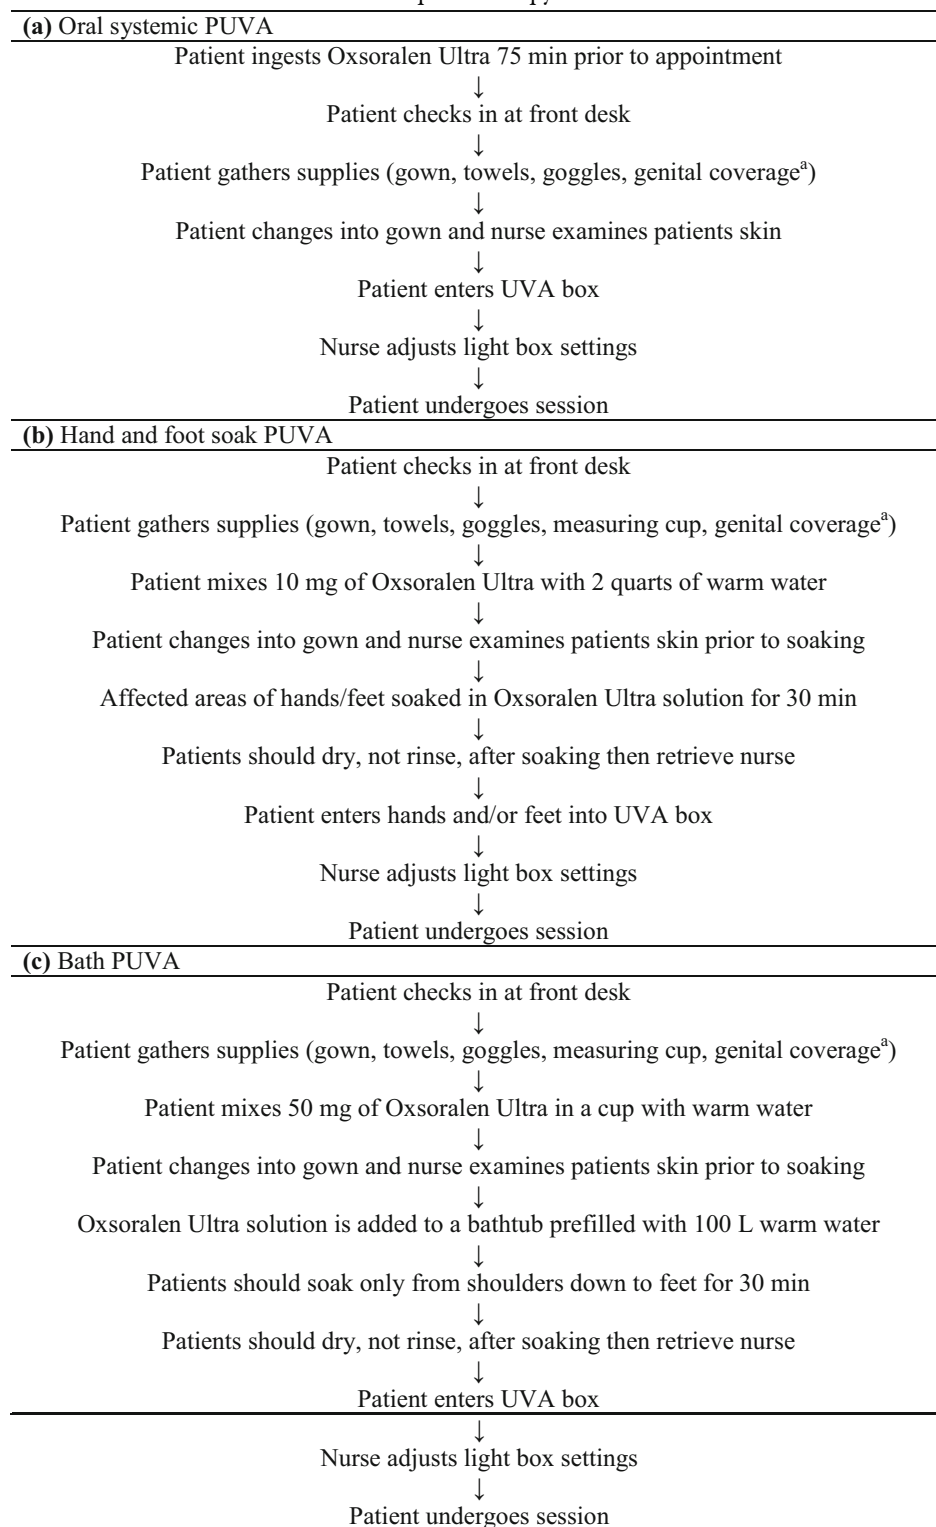 (a) Oral systemic PUVA
Patient ingests Oxsoralen Ultra 75 min prior to appointment
↓
Patient checks in at front desk
↓
Patient gathers supplies (gown, towels, goggles, genital coverageᵃ)
↓
Patient changes into gown and nurse examines patients skin
↓
Patient enters UVA box
↓
Nurse adjusts light box settings
↓
Patient undergoes session
(b) Hand and foot soak PUVA
Patient checks in at front desk
↓
Patient gathers supplies (gown, towels, goggles, measuring cup, genital coverageᵃ)
↓
Patient mixes 10 mg of Oxsoralen Ultra with 2 quarts of warm water
↓
Patient changes into gown and nurse examines patients skin prior to soaking
↓
Affected areas of hands/feet soaked in Oxsoralen Ultra solution for 30 min
↓
Patients should dry, not rinse, after soaking then retrieve nurse
↓
Patient enters hands and/or feet into UVA box
↓
Nurse adjusts light box settings
↓
Patient undergoes session
(c) Bath PUVA
Patient checks in at front desk
↓
Patient gathers supplies (gown, towels, goggles, measuring cup, genital coverageᵃ)
↓
Patient mixes 50 mg of Oxsoralen Ultra in a cup with warm water
↓
Patient changes into gown and nurse examines patients skin prior to soaking
↓
Oxsoralen Ultra solution is added to a bathtub prefilled with 100 L warm water
↓
Patients should soak only from shoulders down to feet for 30 min
↓
Patients should dry, not rinse, after soaking then retrieve nurse
↓
Patient enters UVA box
↓
Nurse adjusts light box settings
↓
Patient undergoes session